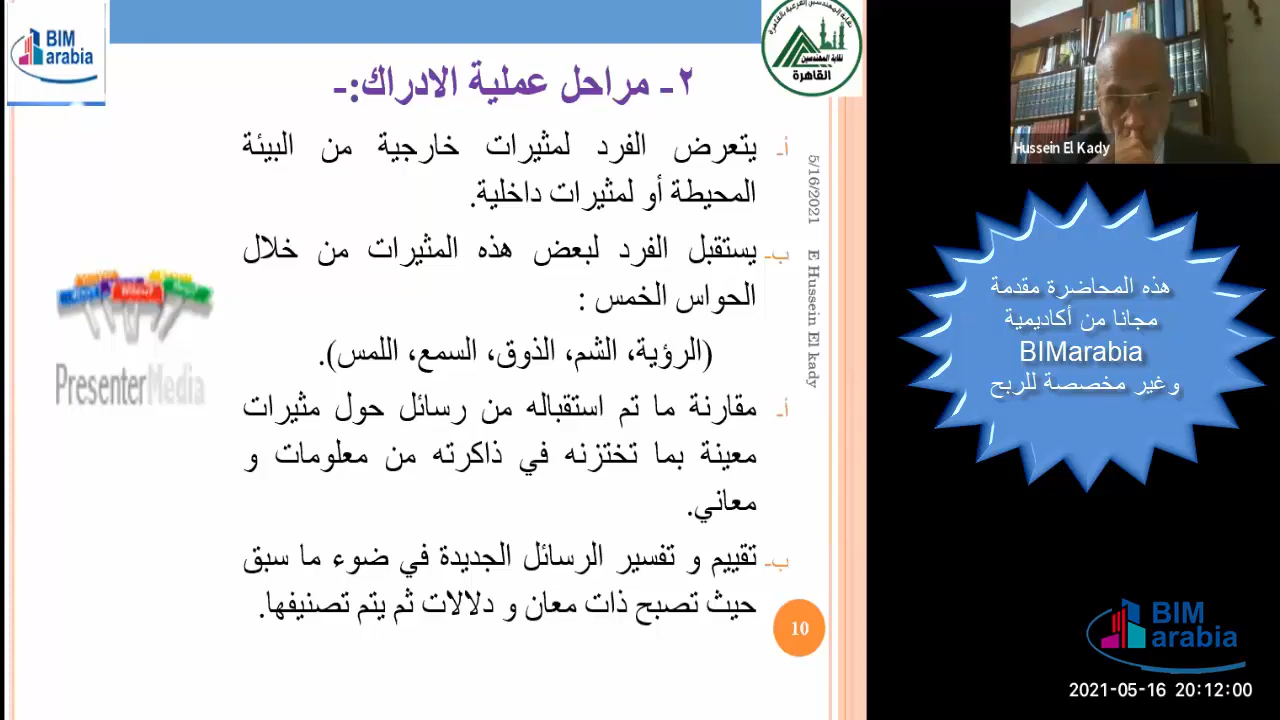 BIM
arabia
نقابة المهندسين
القاهرة
٢- مراحل عملية الادراك:-
أ- يتعرض الفرد لمثيرات خارجية من البيئة
المحيطة أو لمثيرات داخلية.
ب- يستقبل الفرد لبعض هذه المثيرات من خلال
الحواس الخمس :
(الرؤية، الشم، الذوق، السمع، اللمس).
أ- مقارنة ما تم استقباله من رسائل حول مثيرات
معينة بما تختزنه في ذاكرته من معلومات و
معاني.
ب- تقييم و تفسير الرسائل الجديدة في ضوء ما سبق
حيث تصبح ذات معان و دلالات ثم يتم تصنيفها.
PresenterMedia
5/16/2021
E Hussein El kady
10
Hussein El Kady
هذه المحاضرة مقدمة
مجانا من أكاديمية
BIMarabia
وغير مخصصة للربح
BIM
arabia
2021-05-16 20:12:00